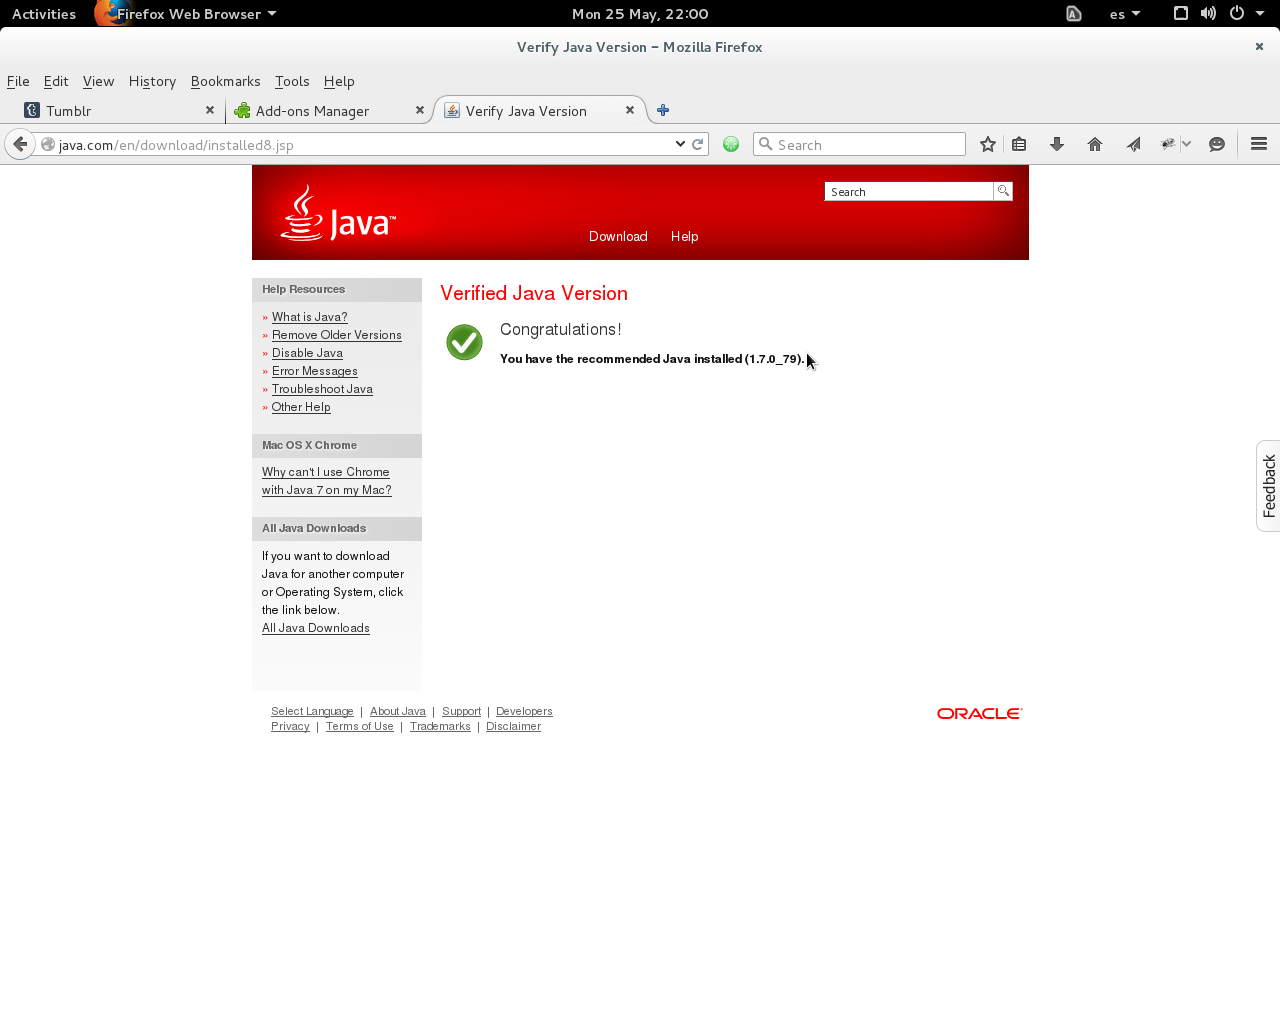 Activities Firefox Web Browser Mon 25 May, 22:00 es
Verify Java Version – Mozilla Firefox
File Edit View History Bookmarks Tools Help
Tumblr Add-ons Manager Verify Java Version
java.com/en/download/installed8.jsp Search
Java™
Search
Download Help
Help Resources
» What is Java?
» Remove Older Versions
» Disable Java
» Error Messages
» Troubleshoot Java
» Other Help
Mac OS X Chrome
Why can't I use Chrome
with Java 7 on my Mac?
All Java Downloads
If you want to download
Java for another computer
or Operating System, click
the link below.
All Java Downloads
Verified Java Version
Congratulations!
You have the recommended Java installed (1.7.0_79).
Feedback
Select Language | About Java | Support | Developers
Privacy | Terms of Use | Trademarks | Disclaimer
ORACLE